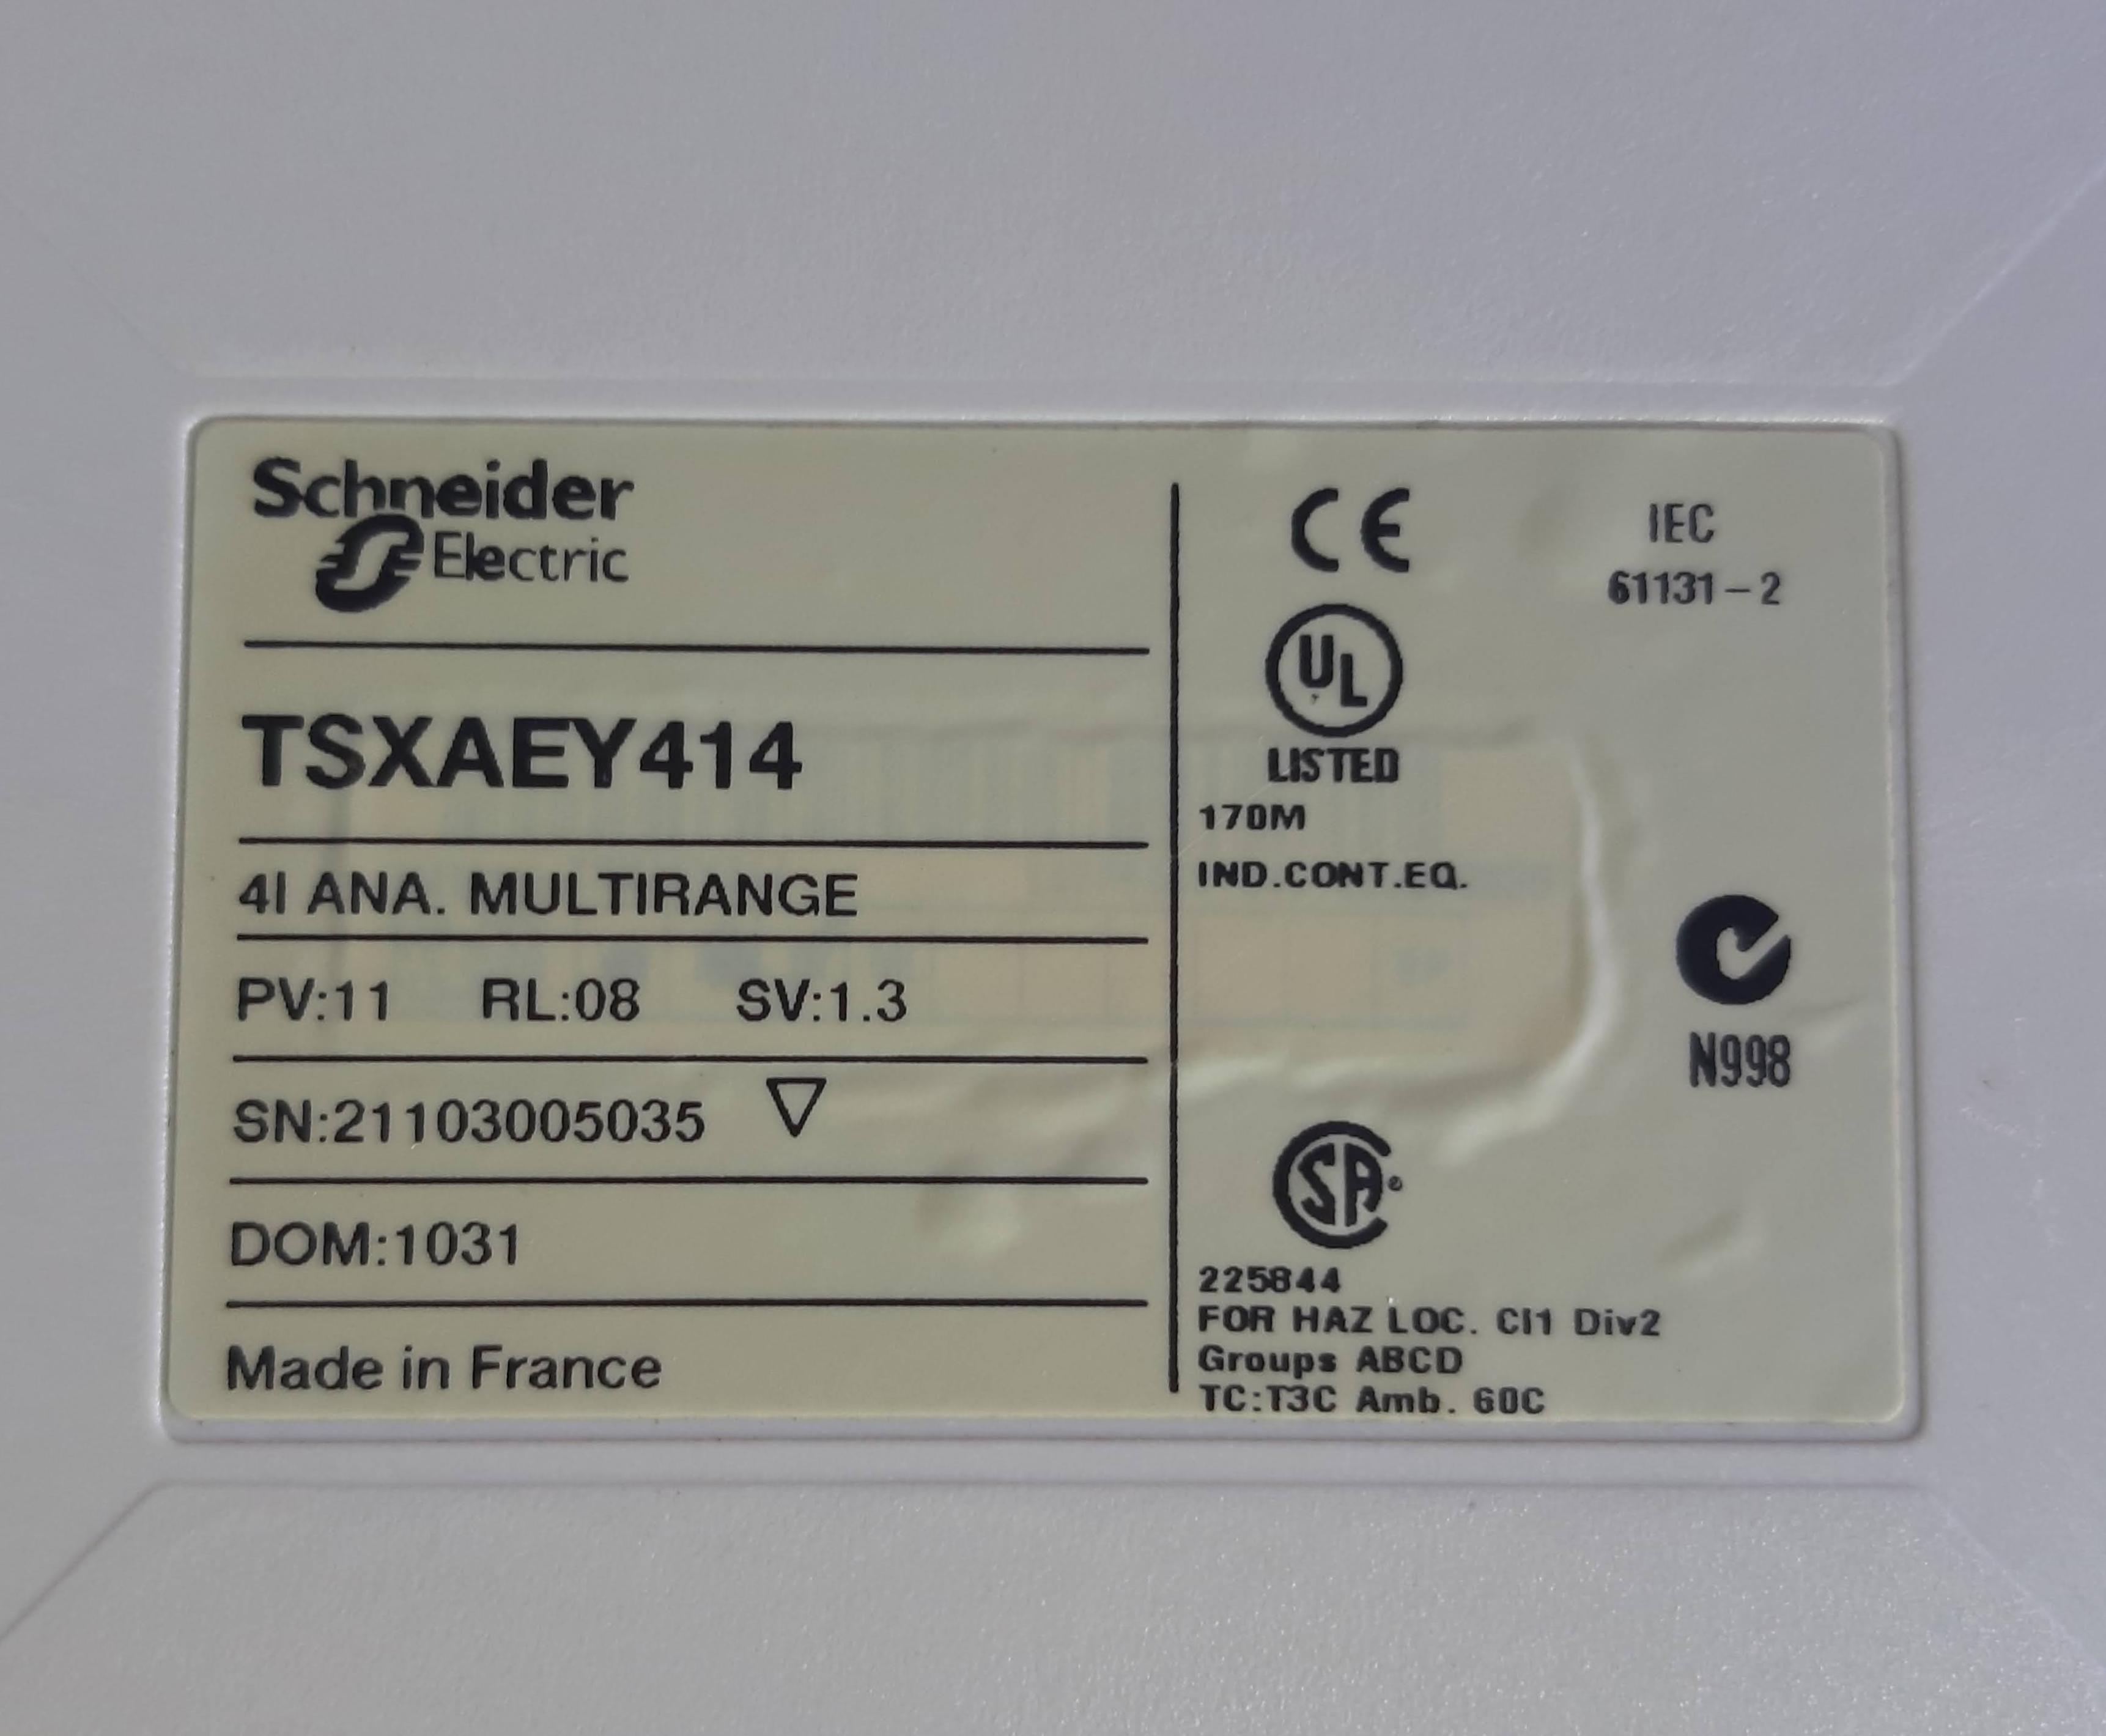 Schneider
Electric
TSXAEY414
4I ANA. MULTIRANGE
PV:11 RL:08 SV:1.3
SN:21103005035
DOM:1031
Made in France
CE
IEC
61131-2
UL
LISTED
170M
IND.CONT.EQ.
N998
SA
225844
FOR HAZ LOC. Cl1 Div2
Groups ABCD
TC:T3C Amb. 60C